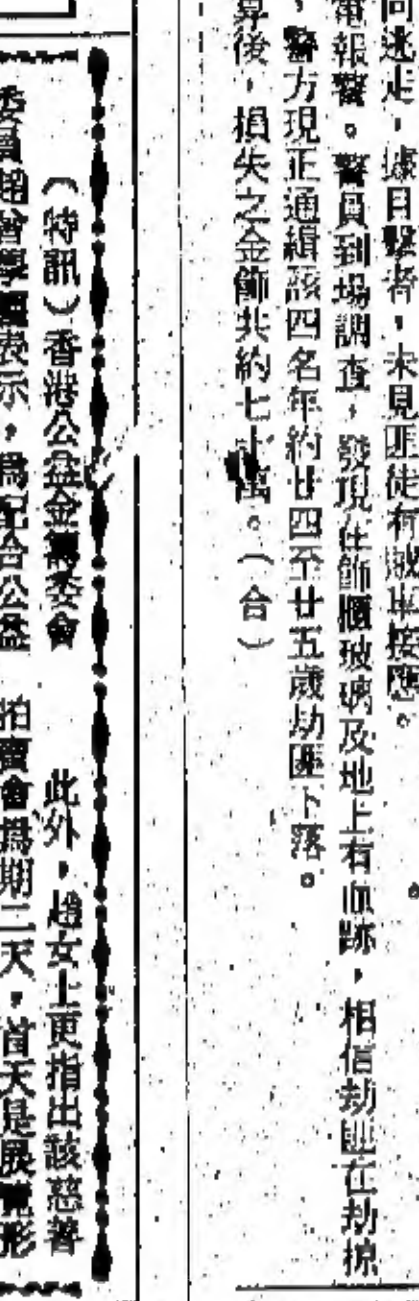 向逃走，據目擊者，未見匪徒有賊車接應。
電報警。警員到場調查，發現在飾櫃玻璃及地上有血跡，相信劫匪在劫掠
，警方現正通緝該四名年約廿四至廿五歲劫匪下落。
算後，損失之金飾共約七十萬。（合）
（特訊）香港公益金籌委會
委員趙曾學韞表示，爲配合公益
此外，趙女士更指出該慈善
拍賣會爲期二天，首天是展覽形